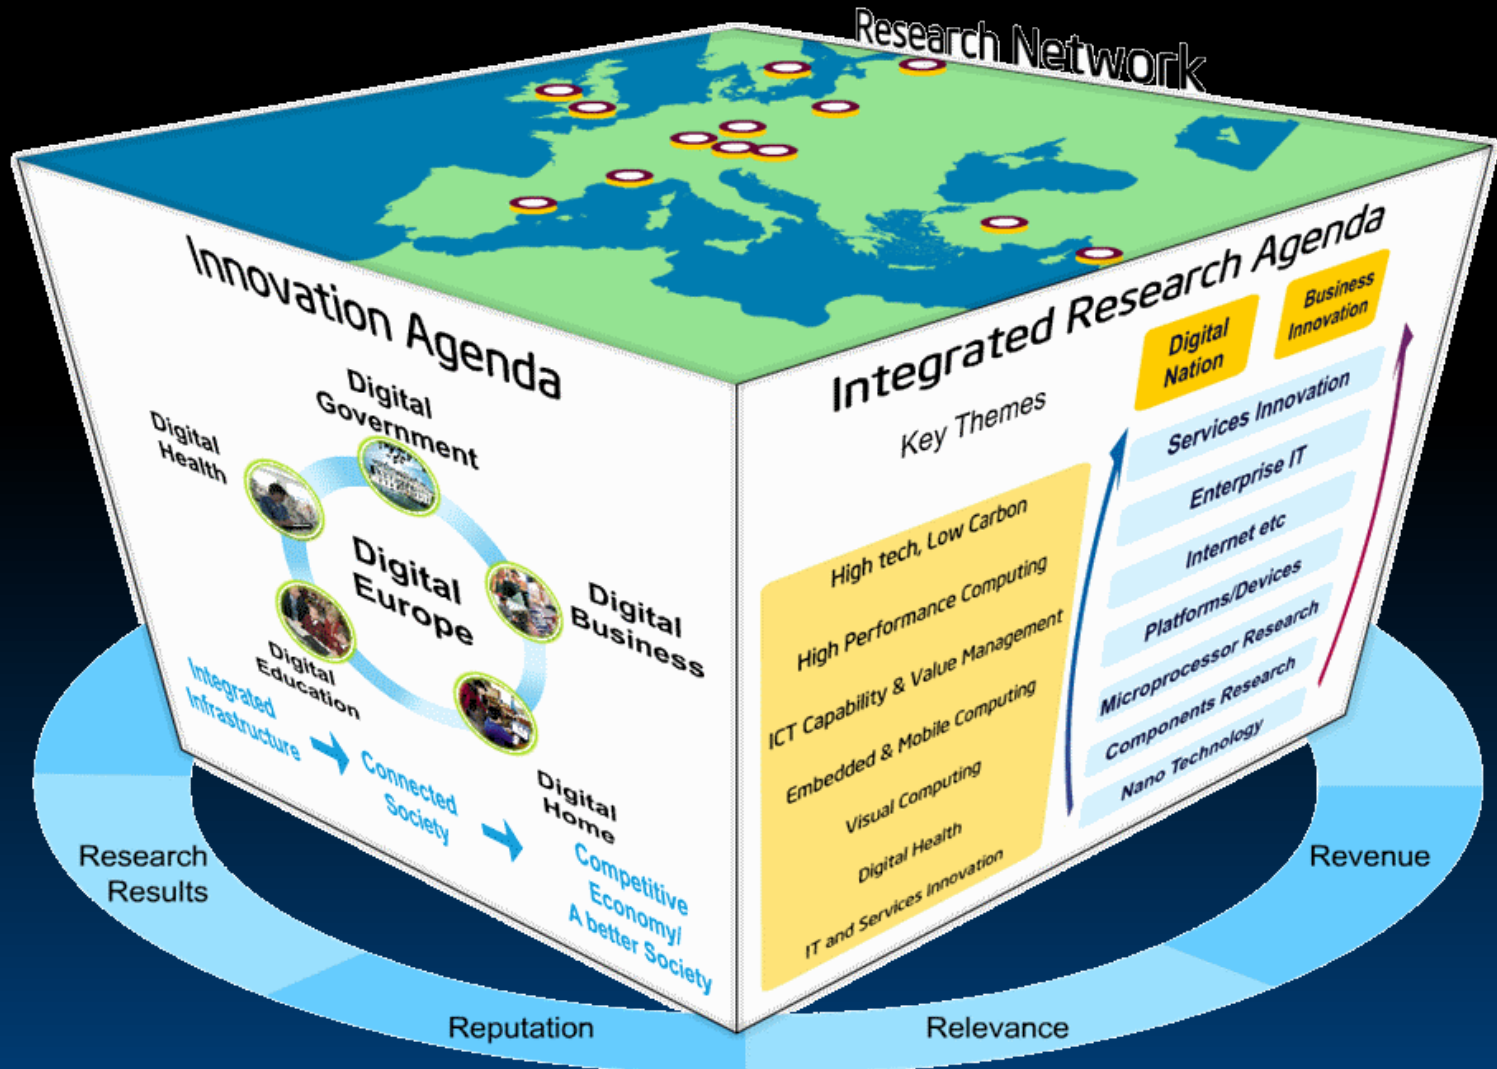 Research Network
Innovation Agenda
Digital
Government
Digital
Health
Digital
Europe
Digital
Business
Digital
Education
Digital
Home
Integrated
Infrastructure
Connected
Society
Competitive
Economy/
A better Society
Integrated Research Agenda
Key Themes
High tech, Low Carbon
High Performance Computing
ICT Capability & Value Management
Embedded & Mobile Computing
Visual Computing
Digital Health
IT and Services Innovation
Digital
Nation
Business
Innovation
Services Innovation
Enterprise IT
Internet etc
Platforms/Devices
Microprocessor Research
Components Research
Nano Technology
Research
Results
Reputation
Relevance
Revenue